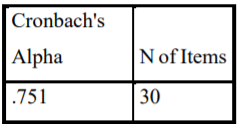 Cronbach's
Alpha N of Items
.751 30